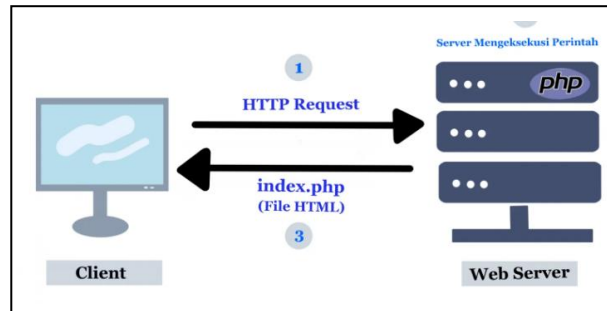 Server Mengeksekusi Perintah
1
php
HTTP Request
index.php
(File HTML)
3
Client
Web Server